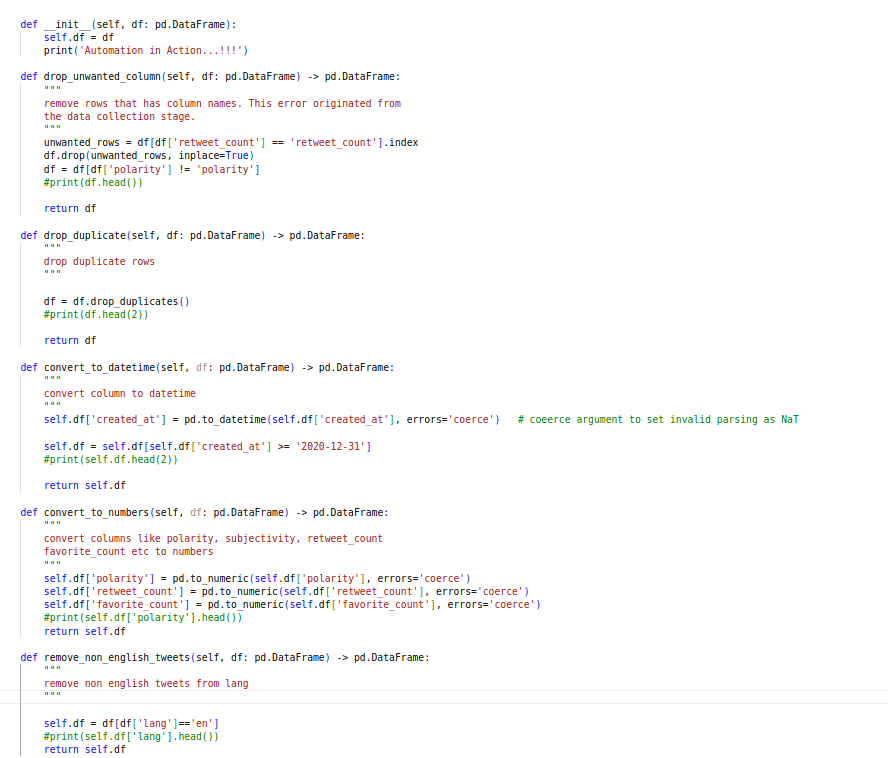 def __init__(self, df: pd.DataFrame):
    self.df = df
    print('Automation in Action...!!!')

def drop_unwanted_column(self, df: pd.DataFrame) -> pd.DataFrame:
    """
    remove rows that has column names. This error originated from
    the data collection stage.
    """
    unwanted_rows = df[df['retweet_count'] == 'retweet_count'].index
    df.drop(unwanted_rows, inplace=True)
    df = df[df['polarity'] != 'polarity']
    #print(df.head())

    return df

def drop_duplicate(self, df: pd.DataFrame) -> pd.DataFrame:
    """
    drop duplicate rows
    """

    df = df.drop_duplicates()
    #print(df.head(2))

    return df

def convert_to_datetime(self, df: pd.DataFrame) -> pd.DataFrame:
    """
    convert column to datetime
    """
    self.df['created_at'] = pd.to_datetime(self.df['created_at'], errors='coerce')   # coeerce argument to set invalid parsing as NaT

    self.df = self.df[self.df['created_at'] >= '2020-12-31']
    #print(self.df.head(2))

    return self.df

def convert_to_numbers(self, df: pd.DataFrame) -> pd.DataFrame:
    """
    convert columns like polarity, subjectivity, retweet_count
    favorite_count etc to numbers
    """
    self.df['polarity'] = pd.to_numeric(self.df['polarity'], errors='coerce')
    self.df['retweet_count'] = pd.to_numeric(self.df['retweet_count'], errors='coerce')
    self.df['favorite_count'] = pd.to_numeric(self.df['favorite_count'], errors='coerce')
    #print(self.df['polarity'].head())
    return self.df

def remove_non_english_tweets(self, df: pd.DataFrame) -> pd.DataFrame:
    """
    remove non english tweets from lang
    """

    self.df = df[df['lang']=='en']
    #print(self.df['lang'].head())
    return self.df